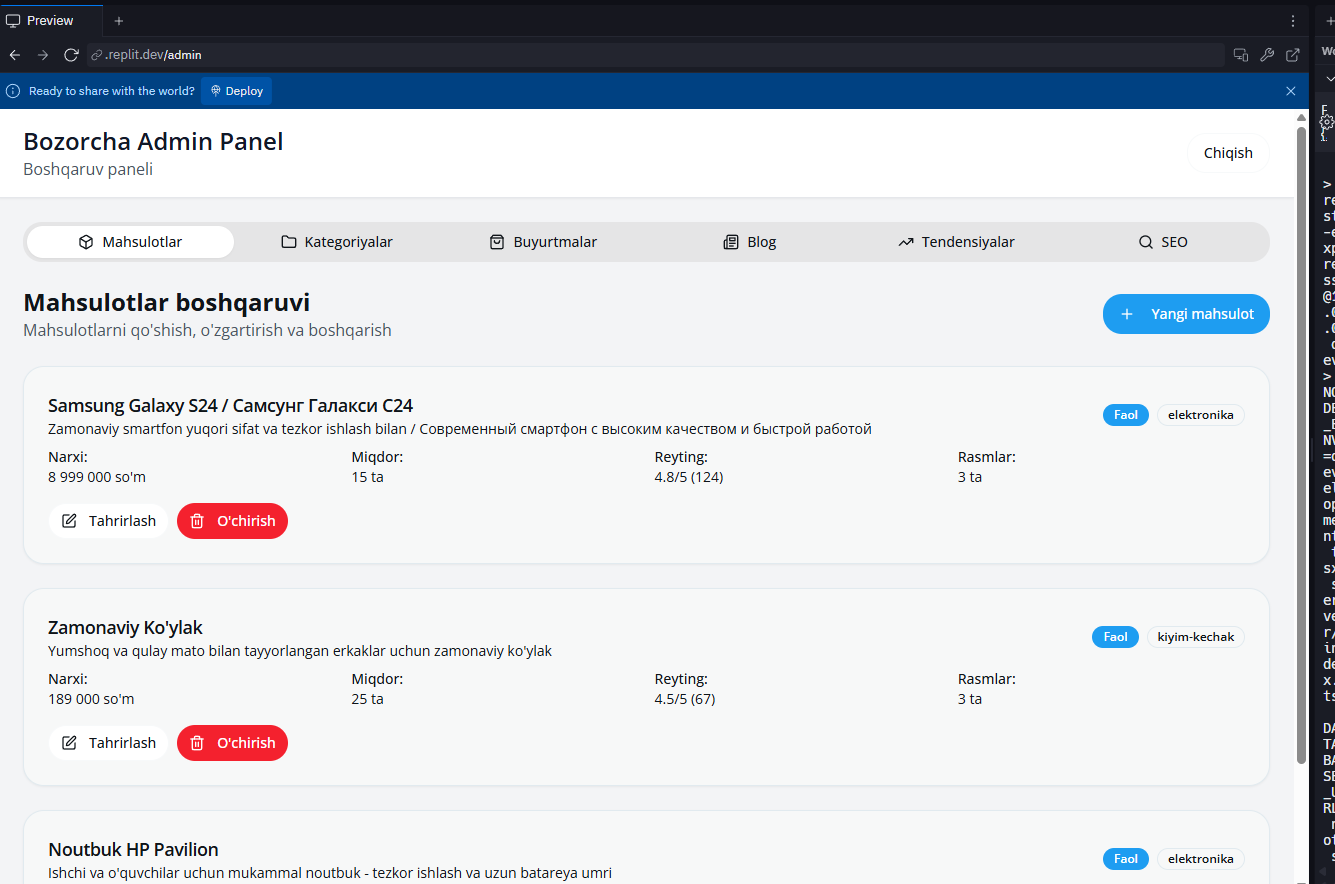 Preview
.replit.dev/admin
Ready to share with the world? Deploy
Bozorcha Admin Panel
Boshqaruv paneli
Chiqish
Mahsulotlar Kategoriyalar Buyurtmalar Blog Tendensiyalar SEO
Mahsulotlar boshqaruvi
Mahsulotlarni qo'shish, o'zgartirish va boshqarish
+ Yangi mahsulot
Samsung Galaxy S24 / Самсунг Галакси С24
Zamonaviy smartfon yuqori sifat va tezkor ishlash bilan / Современный смартфон с высоким качеством и быстрой работой
Faol elektronika
Narxi: Miqdor: Reyting: Rasmlar:
8 999 000 so'm 15 ta 4.8/5 (124) 3 ta
Tahrirlash O'chirish
Zamonaviy Ko'ylak
Yumshoq va qulay mato bilan tayyorlangan erkaklar uchun zamonaviy ko'ylak
Faol kiyim-kechak
Narxi: Miqdor: Reyting: Rasmlar:
189 000 so'm 25 ta 4.5/5 (67) 3 ta
Tahrirlash O'chirish
Noutbuk HP Pavilion
Ishchi va o'quvchilar uchun mukammal noutbuk - tezkor ishlash va uzun batareya umri
Faol elektronika